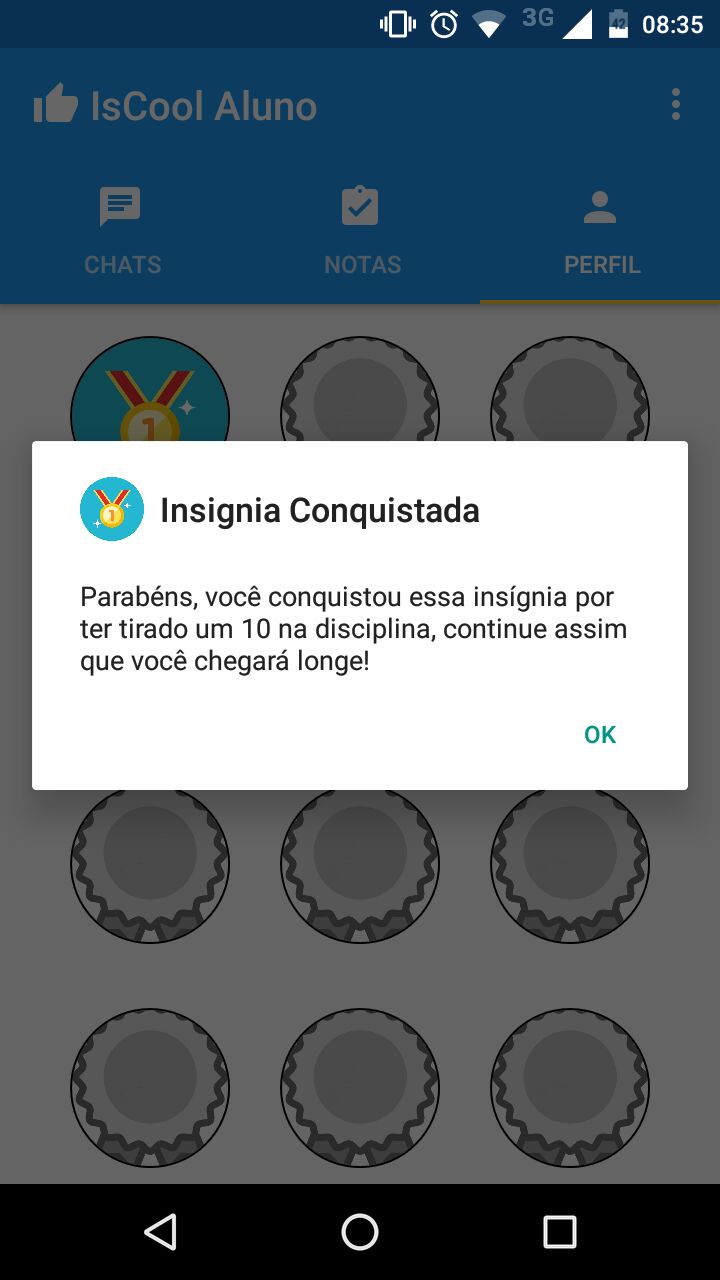 3G
42
08:35
IsCool Aluno
CHATS
NOTAS
PERFIL
1
1
Insignia Conquistada
Parabéns, você conquistou essa insígnia por
ter tirado um 10 na disciplina, continue assim
que você chegará longe!
OK